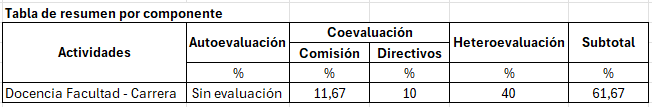 Tabla de resumen por componente
Actividades Autoevaluación Coevaluación Heteroevaluación Subtotal
Comisión Directivos
% % % % %
Docencia Facultad - Carrera Sin evaluación 11,67 10 40 61,67